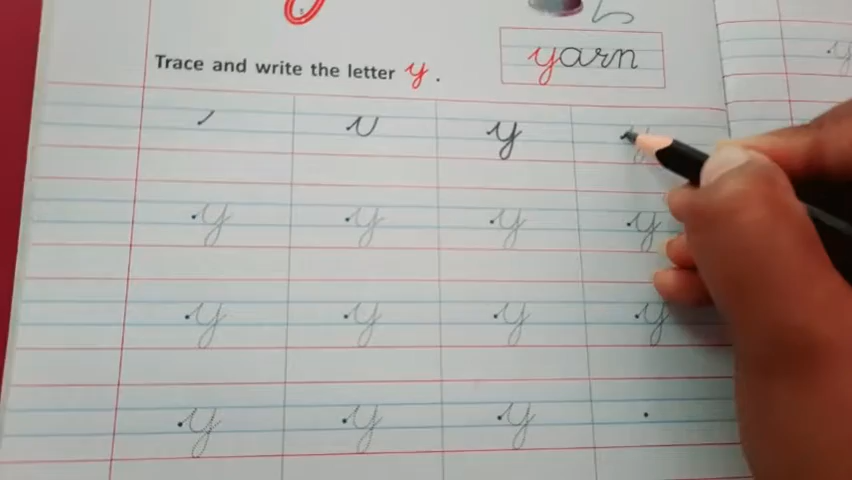 y
yarn
Trace and write the letter y.
y y
y y y y
y y y y
y y y